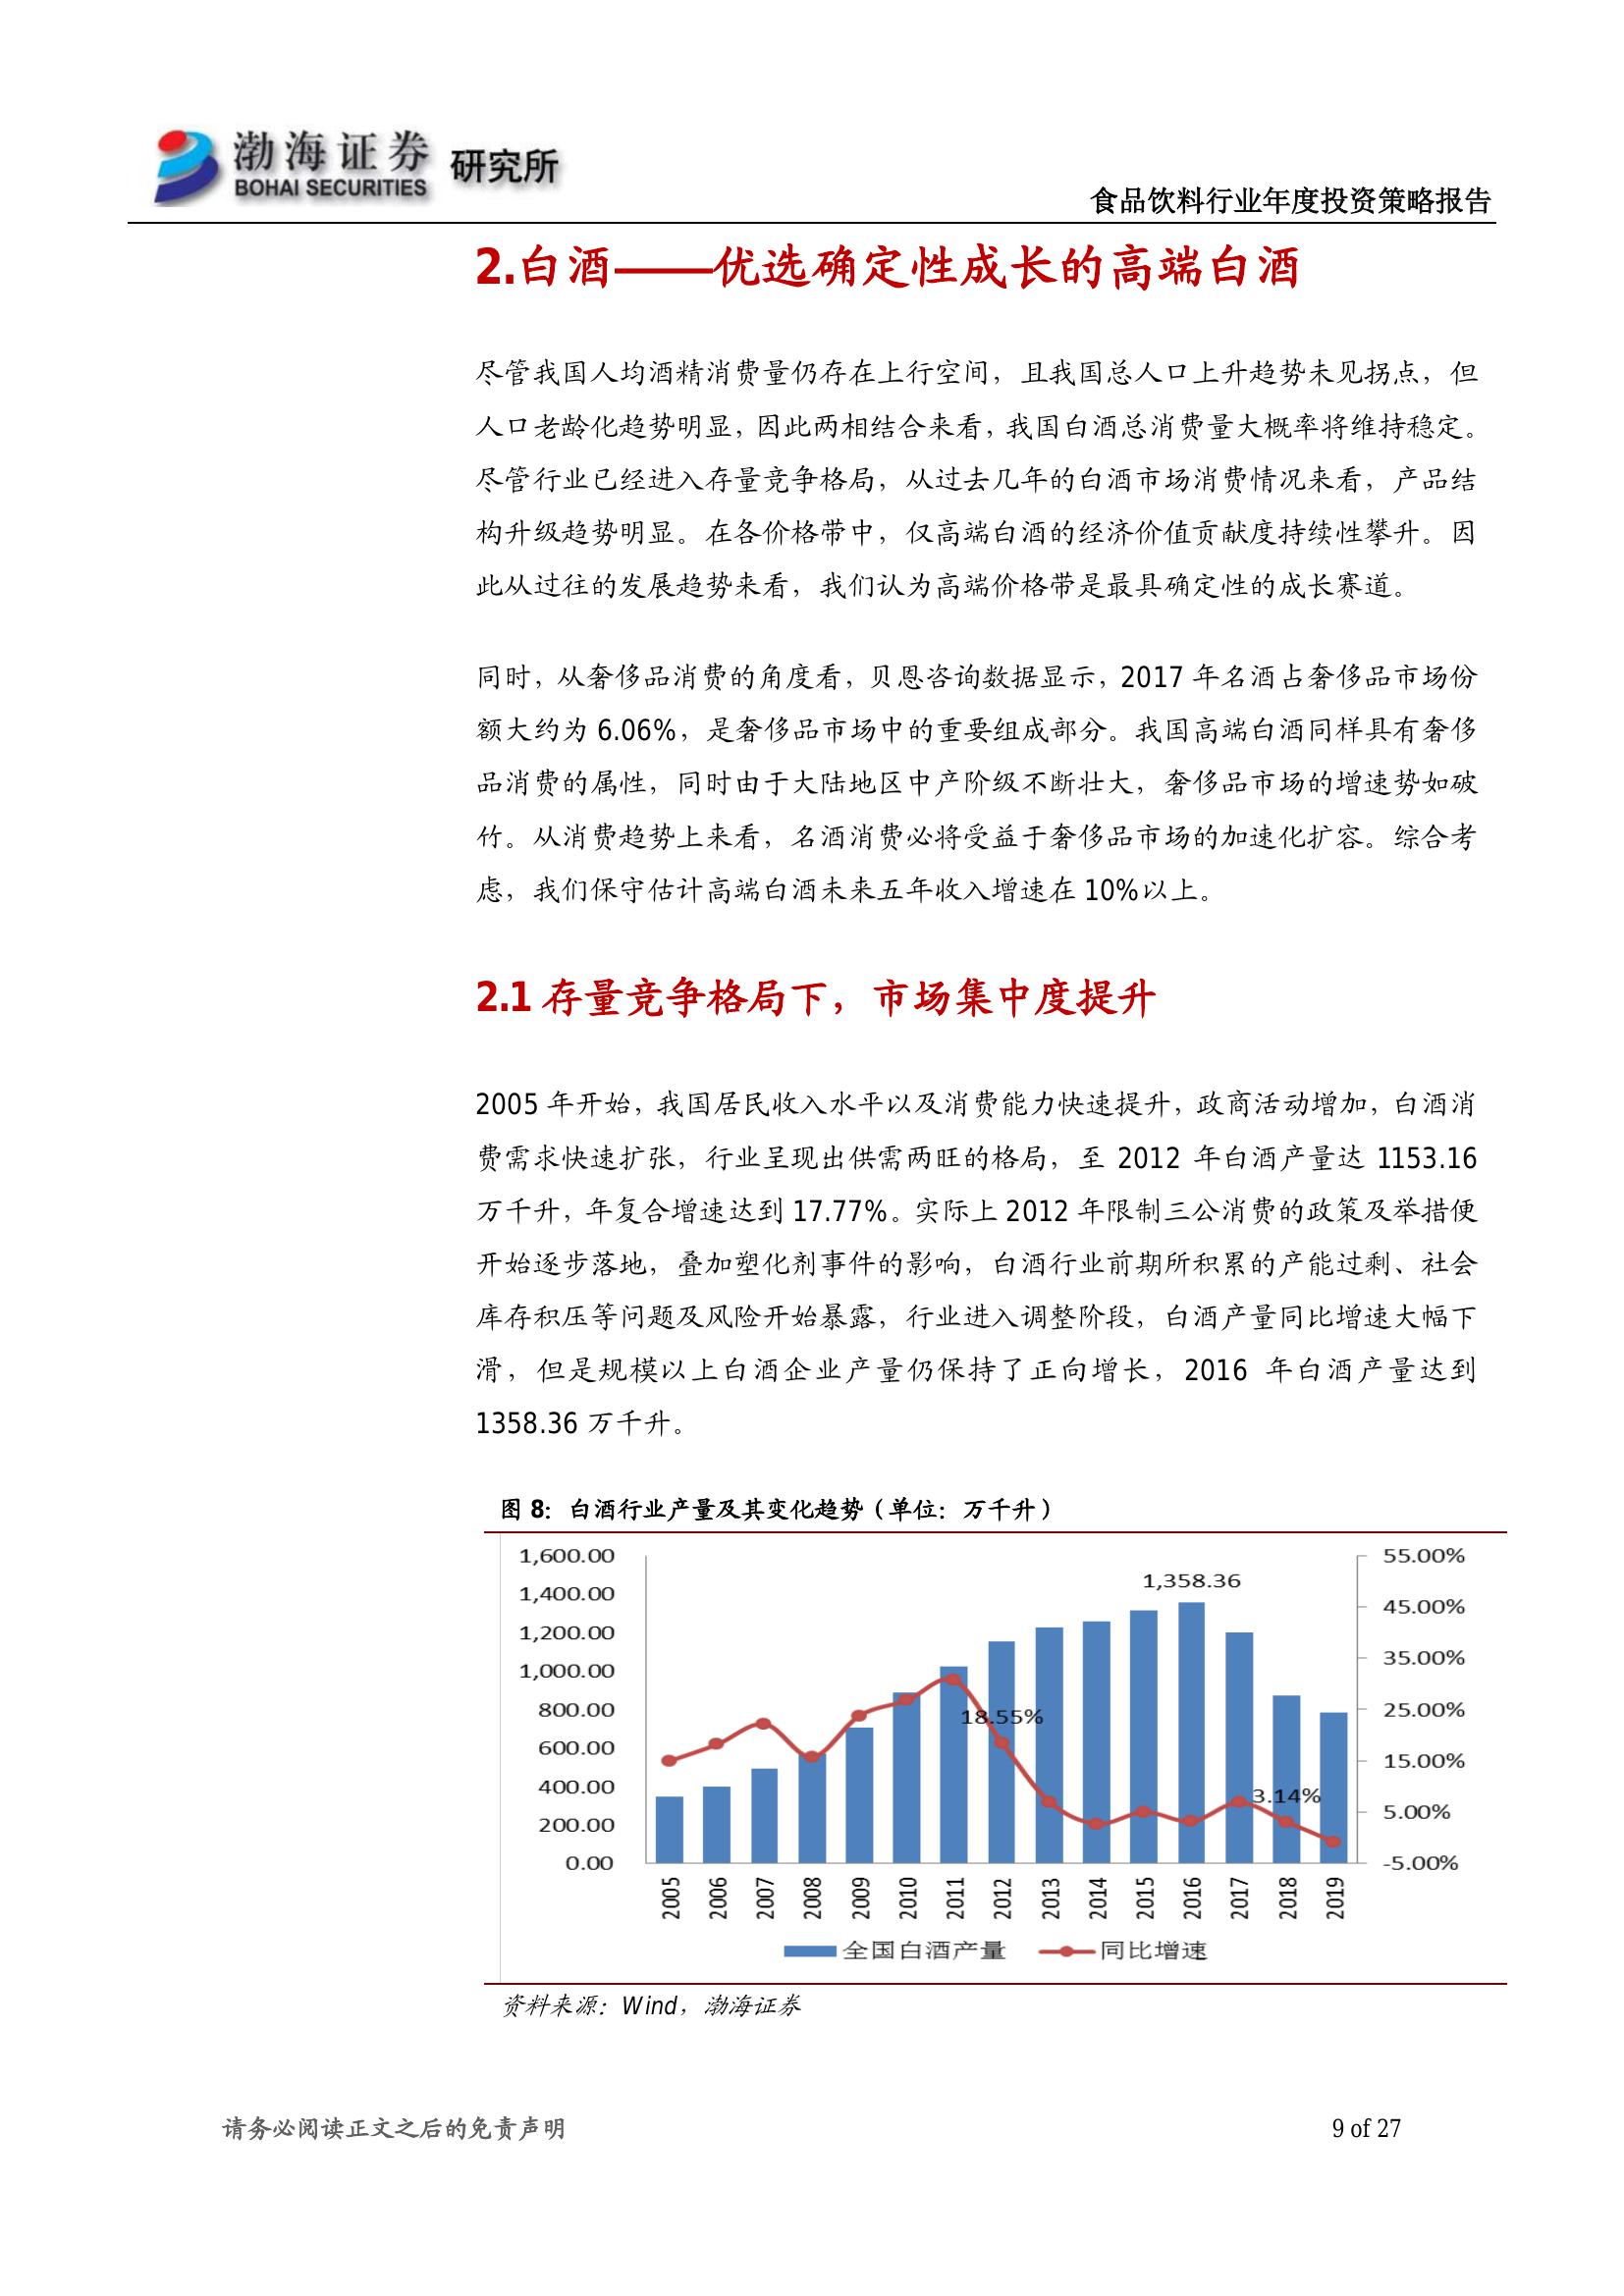 渤海证券 研究所
BOHAI SECURITIES
食品饮料行业年度投资策略报告
2.白酒——优选确定性成长的高端白酒
尽管我国人均酒精消费量仍存在上行空间，且我国总人口上升趋势未见拐点，但
人口老龄化趋势明显，因此两相结合来看，我国白酒总消费量大概率将维持稳定。
尽管行业已经进入存量竞争格局，从过去几年的白酒市场消费情况来看，产品结
构升级趋势明显。在各价格带中，仅高端白酒的经济价值贡献度持续性攀升。因
此从过往的发展趋势来看，我们认为高端价格带是最具确定性的成长赛道。
同时，从奢侈品消费的角度看，贝恩咨询数据显示，2017 年名酒占奢侈品市场份
额大约为 6.06%，是奢侈品市场中的重要组成部分。我国高端白酒同样具有奢侈
品消费的属性，同时由于大陆地区中产阶级不断壮大，奢侈品市场的增速势如破
竹。从消费趋势上来看，名酒消费必将受益于奢侈品市场的加速化扩容。综合考
虑，我们保守估计高端白酒未来五年收入增速在 10%以上。
2.1 存量竞争格局下，市场集中度提升
2005 年开始，我国居民收入水平以及消费能力快速提升，政商活动增加，白酒消
费需求快速扩张，行业呈现出供需两旺的格局，至 2012 年白酒产量达 1153.16
万千升，年复合增速达到 17.77%。实际上 2012 年限制三公消费的政策及举措便
开始逐步落地，叠加塑化剂事件的影响，白酒行业前期所积累的产能过剩、社会
库存积压等问题及风险开始暴露，行业进入调整阶段，白酒产量同比增速大幅下
滑，但是规模以上白酒企业产量仍保持了正向增长，2016 年白酒产量达到
1358.36 万千升。
图 8：白酒行业产量及其变化趋势（单位：万千升）
1,600.00
1,400.00
1,200.00
1,000.00
800.00
600.00
400.00
200.00
0.00
1,358.36
18.55%
3.14%
55.00%
45.00%
35.00%
25.00%
15.00%
5.00%
-5.00%
2005 2006 2007 2008 2009 2010 2011 2012 2013 2014 2015 2016 2017 2018 2019
全国白酒产量 同比增速
资料来源：Wind，渤海证券
请务必阅读正文之后的免责声明 9 of 27